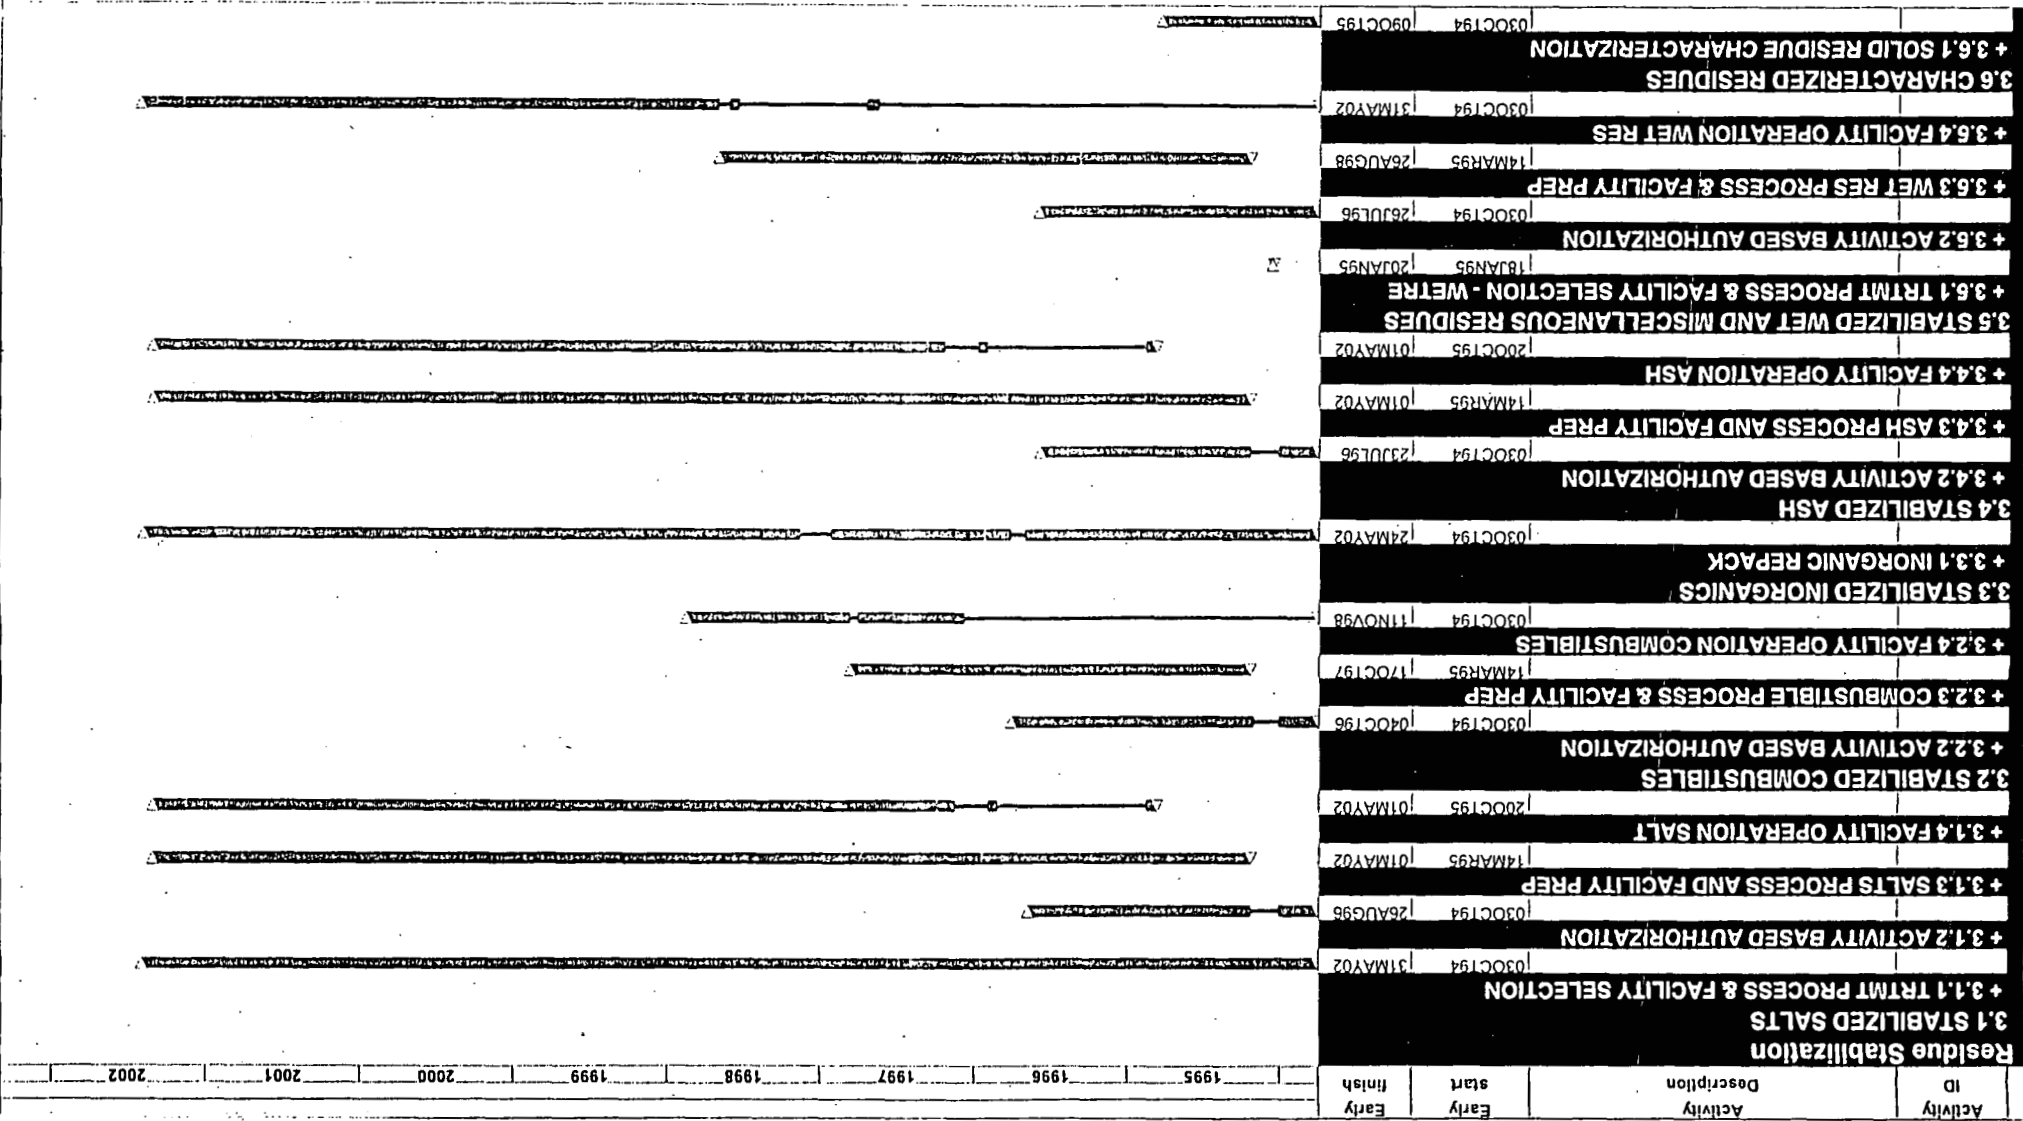 Activity ID	Activity Description	Early start	Early finish	1995	1996	1997	1998	1999	2000	2001	2002
Residue Stabilization
3.1 STABILIZED SALTS
+ 3.1.1 TRTMT PROCESS & FACILITY SELECTION
03OCT94	31MAY02
+ 3.1.2 ACTIVITY BASED AUTHORIZATION
03OCT94	26AUG96
+ 3.1.3 SALTS PROCESS AND FACILITY PREP
14MAR95	01MAY02
+ 3.1.4 FACILITY OPERATION SALT
20OCT95	01MAY02
3.2 STABILIZED COMBUSTIBLES
+ 3.2.2 ACTIVITY BASED AUTHORIZATION
03OCT94	04OCT96
+ 3.2.3 COMBUSTIBLE PROCESS & FACILITY PREP
14MAR95	17OCT97
+ 3.2.4 FACILITY OPERATION COMBUSTIBLES
03OCT94	11NOV98
3.3 STABILIZED INORGANICS
+ 3.3.1 INORGANIC REPACK
03OCT94	24MAY02
3.4 STABILIZED ASH
+ 3.4.2 ACTIVITY BASED AUTHORIZATION
03OCT94	23JUL96
+ 3.4.3 ASH PROCESS AND FACILITY PREP
14MAR95	01MAY02
+ 3.4.4 FACILITY OPERATION ASH
20OCT95	01MAY02
3.5 STABILIZED WET AND MISCELLANEOUS RESIDUES
+ 3.5.1 TRTMT PROCESS & FACILITY SELECTION - WETRE
18JAN95	20JAN95
+ 3.5.2 ACTIVITY BASED AUTHORIZATION
03OCT94	26JUL96
+ 3.5.3 WET RES PROCESS & FACILITY PREP
14MAR95	26AUG98
+ 3.5.4 FACILITY OPERATION WET RES
03OCT94	31MAY02
3.6 CHARACTERIZED RESIDUES
+ 3.6.1 SOLID RESIDUE CHARACTERIZATION
03OCT94	09OCT95